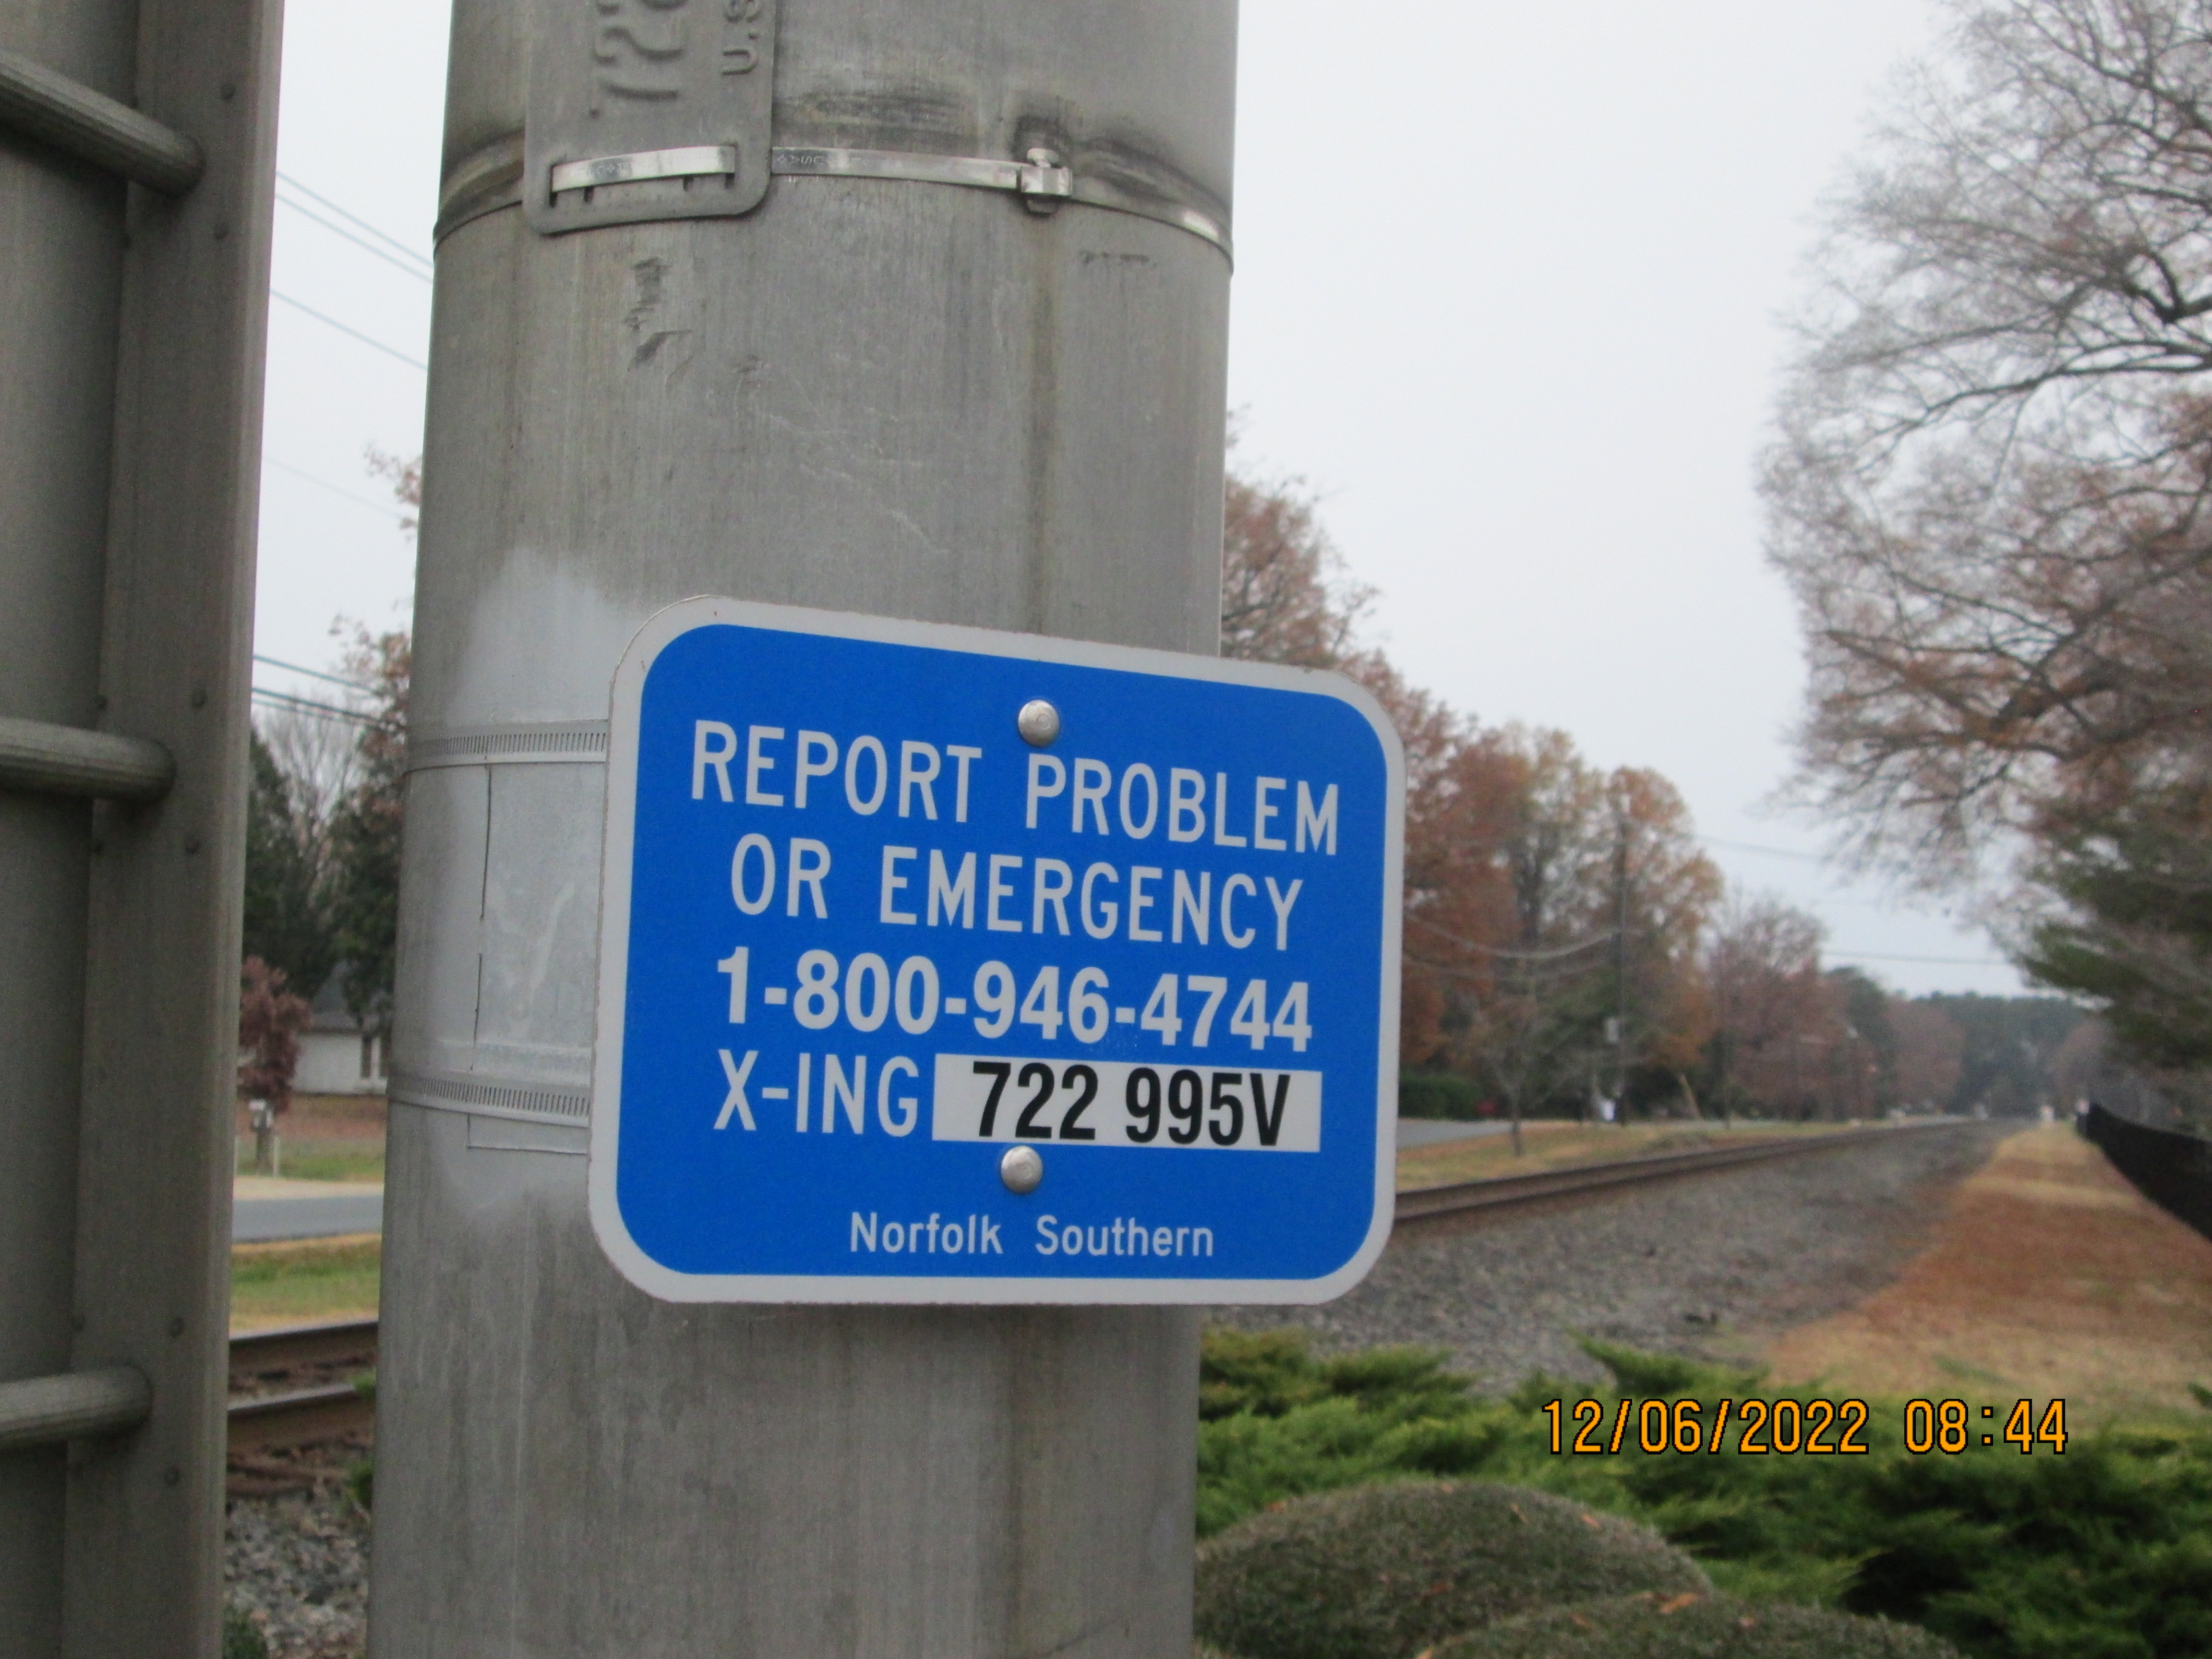 REPORT PROBLEM
OR EMERGENCY
1-800-946-4744
X-ING 722 995V
Norfolk Southern
12/06/2022 08:44